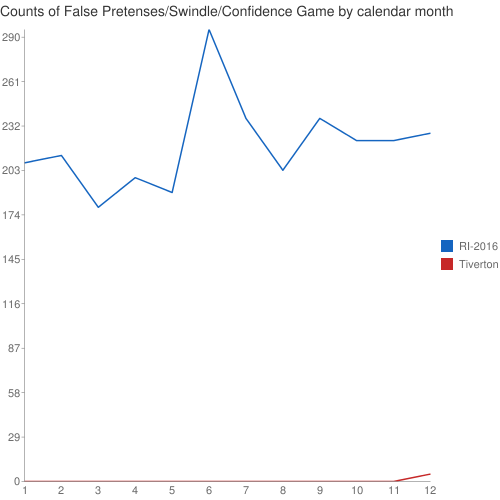 Counts of False Pretenses/Swindle/Confidence Game by calendar month
290
261
232
203
174
145
116
87
58
29
0
1 2 3 4 5 6 7 8 9 10 11 12
RI-2016
Tiverton